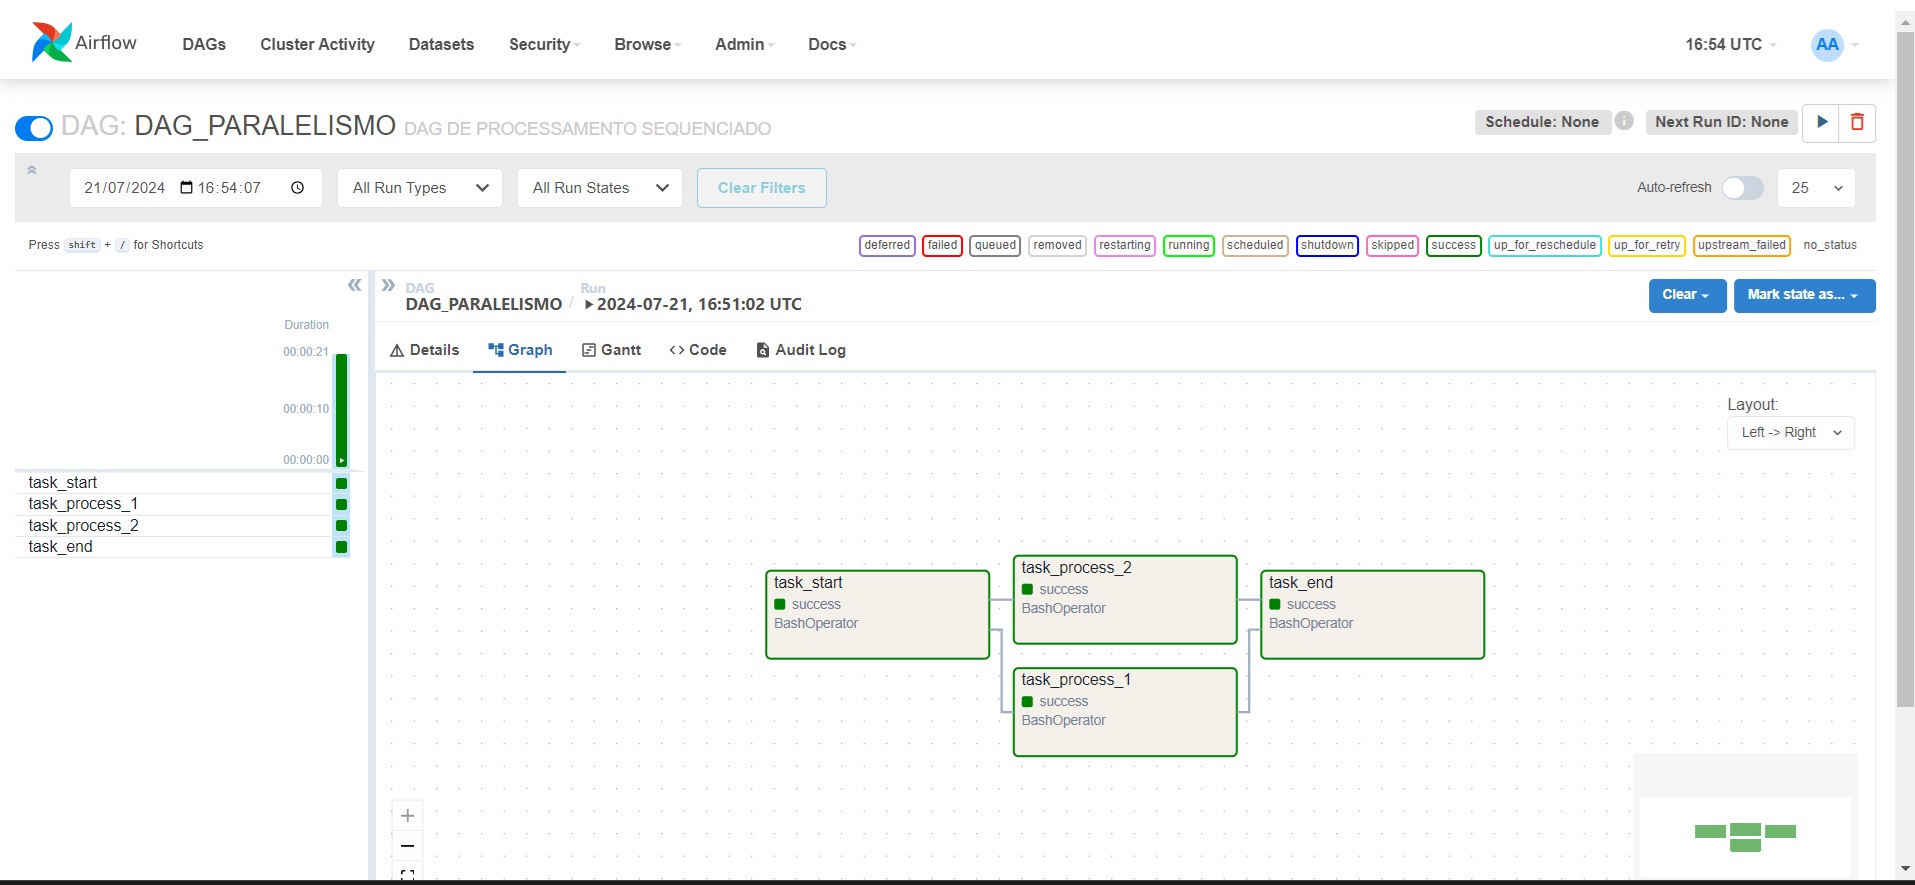 Airflow DAGs Cluster Activity Datasets Security Browse Admin Docs 16:54 UTC AA
DAG: DAG_PARALELISMO DAG DE PROCESSAMENTO SEQUENCIADO Schedule: None i Next Run ID: None
21/07/2024 16:54:07 All Run Types All Run States Clear Filters Auto-refresh 25
Press shift + / for Shortcuts deferred failed queued removed restarting running scheduled shutdown skipped success up_for_reschedule up_for_retry upstream_failed no_status
DAG Run
DAG_PARALELISMO / 2024-07-21, 16:51:02 UTC Clear Mark state as...
Duration
00:00:21
00:00:10
00:00:00
task_start
task_process_1
task_process_2
task_end
Details Graph Gantt Code Audit Log
Layout:
Left -> Right
task_start
success
BashOperator
task_process_2
success
BashOperator
task_process_1
success
BashOperator
task_end
success
BashOperator